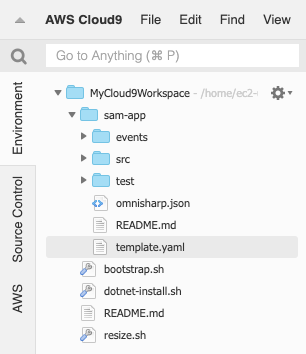 AWS Cloud9 File Edit Find View
Go to Anything (⌘ P)
Environment
Source Control
AWS
MyCloud9Workspace - /home/ec2-
sam-app
events
src
test
omnisharp.json
README.md
template.yaml
bootstrap.sh
dotnet-install.sh
README.md
resize.sh